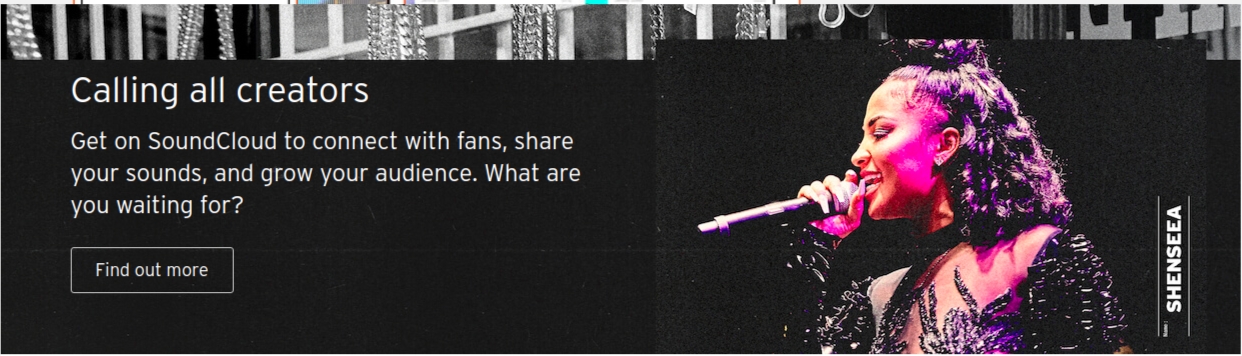 Calling all creators
Get on SoundCloud to connect with fans, share
your sounds, and grow your audience. What are
you waiting for?
Find out more
SHENSEEA